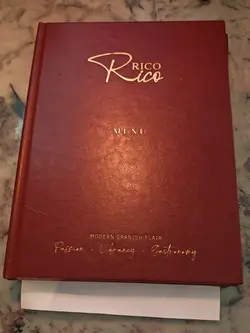 RICO
Rico
MENU
MODERN SPANISH FLAIR
Passion - Vibrancy - Gastronomy